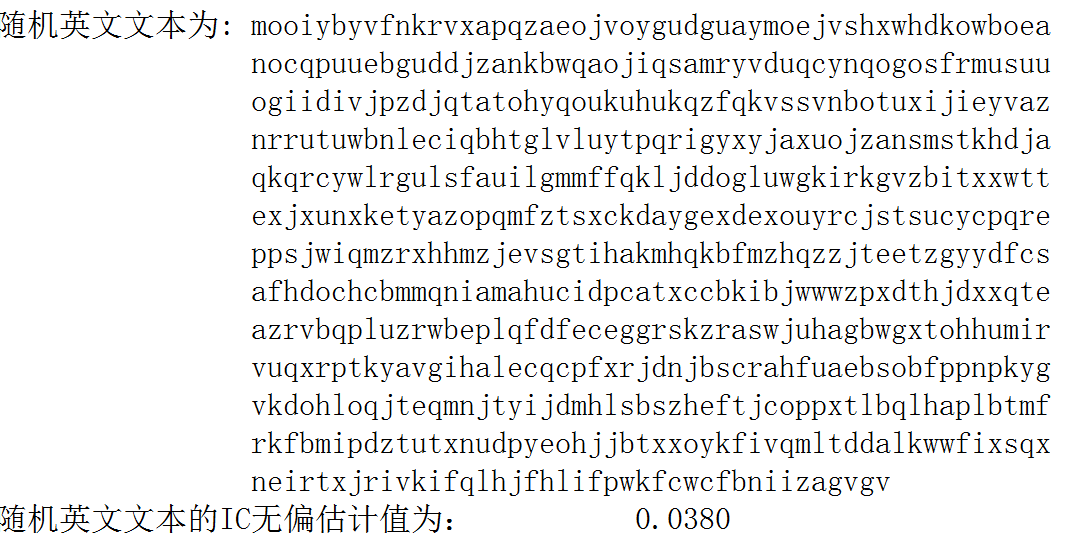 随机英文文本为: mooiybyvfnkrvxapqzaeojvoygudguaymoejvshxwhdkowboea
nocqpuuebguddjzankbwqaojiqsamryvduqcynqogosfrmusuu
ogiidivjpzdjqtatohyqoukuhukqzfqkvssvnbotuxijieyvaz
nrrutuwbnleciqbhtglvluytpqrigyxyjaxuojzansmstkhdja
qkqrcywlrgulsfauilgmmffqkljddogluwgkirkgvzbitxxwtt
exjxunxketyazopqmfztsxckdaygexdexouyrcjstsucycpqre
ppsjwiqmzrxhhmzjevsgtihakmhqkbfmzhqzzjteetzgyydfcs
afhdochcbmmqniamahucidpcatxccbkibjwwwzpxdthjdxxqte
azrvbqpluzrwbeplqfdfeceggrskzraswjuhagbwgxtohhumir
vuqxrptkyavgihalecqcpfxrjdnjbscrahfuaebsobfppnpkyg
vkdohloqjteqmnjtyijdmhlsbszheftjcoppxtlbqlhaplbtmf
rkfbmipdztutxnudpyeohjjbtxxoykfivqmltddalkwwfixsqx
neirtxjrivkifqlhjfhlifpwkfcwcfbniizagvgv
随机英文文本的IC无偏估计值为: 0.0380